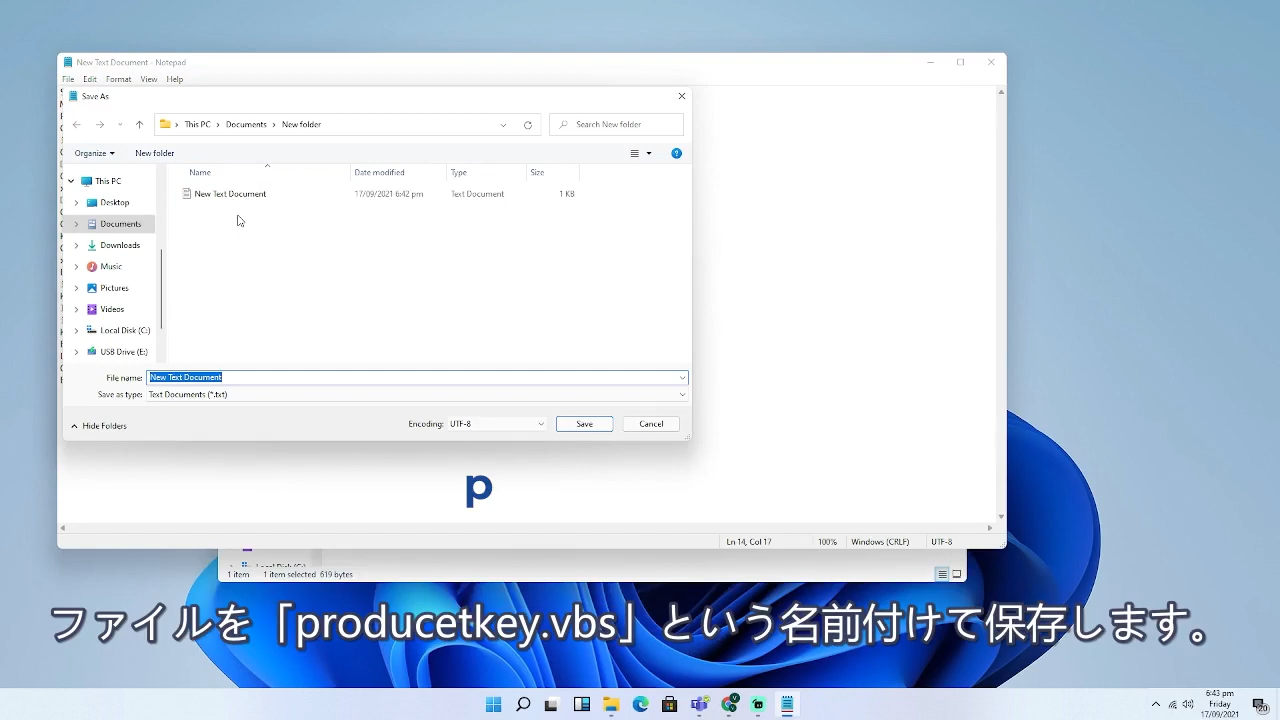 New Text Document - Notepad
File Edit Format View Help
Save As
This PC > Documents > New folder
Search New folder
Organize New folder
Name Date modified Type Size
New Text Document 17/09/2021 6:42 pm Text Document 1 KB
This PC
Desktop
Documents
Downloads
Music
Pictures
Videos
Local Disk (C:)
USB Drive (E:)
File name: New Text Document
Save as type: Text Documents (*.txt)
Hide Folders Encoding: UTF-8 Save Cancel
p
Ln 14, Col 17 100% Windows (CRLF) UTF-8
1 item 1 item selected 619 bytes
ファイルを「producetkey.vbs」という名前付けて保存します。
6:43 pm
Friday
17/09/2021
20